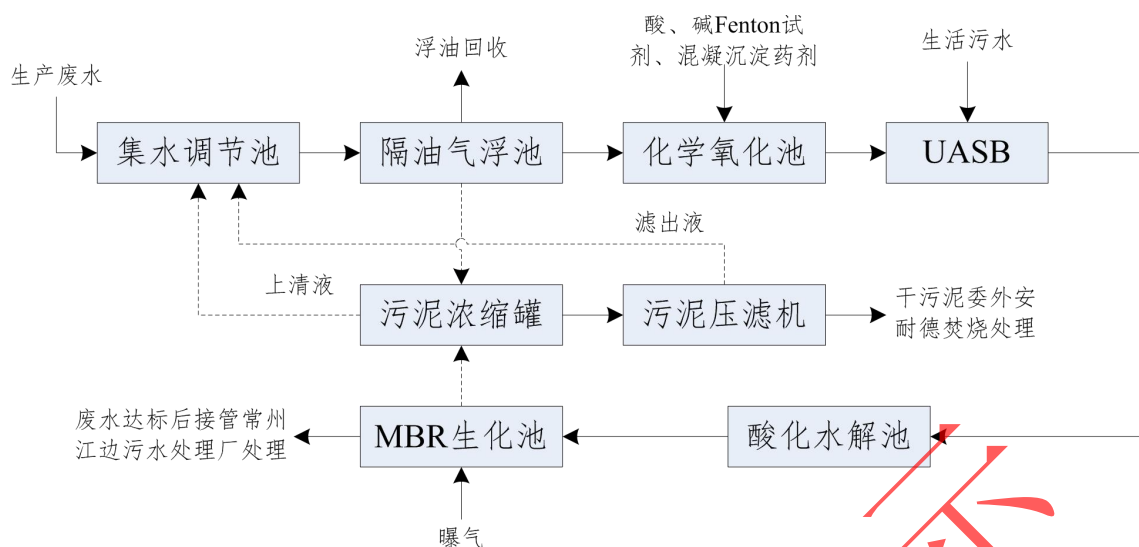 酸、碱Fenton试
剂、混凝沉淀药剂
浮油回收
生活污水
生产废水
集水调节池
隔油气浮池
化学氧化池
UASB
滤出液
上清液
污泥浓缩罐
污泥压滤机
干污泥委外安
耐德焚烧处理
废水达标后接管常州
江边污水处理厂处理
MBR生化池
酸化水解池
曝气